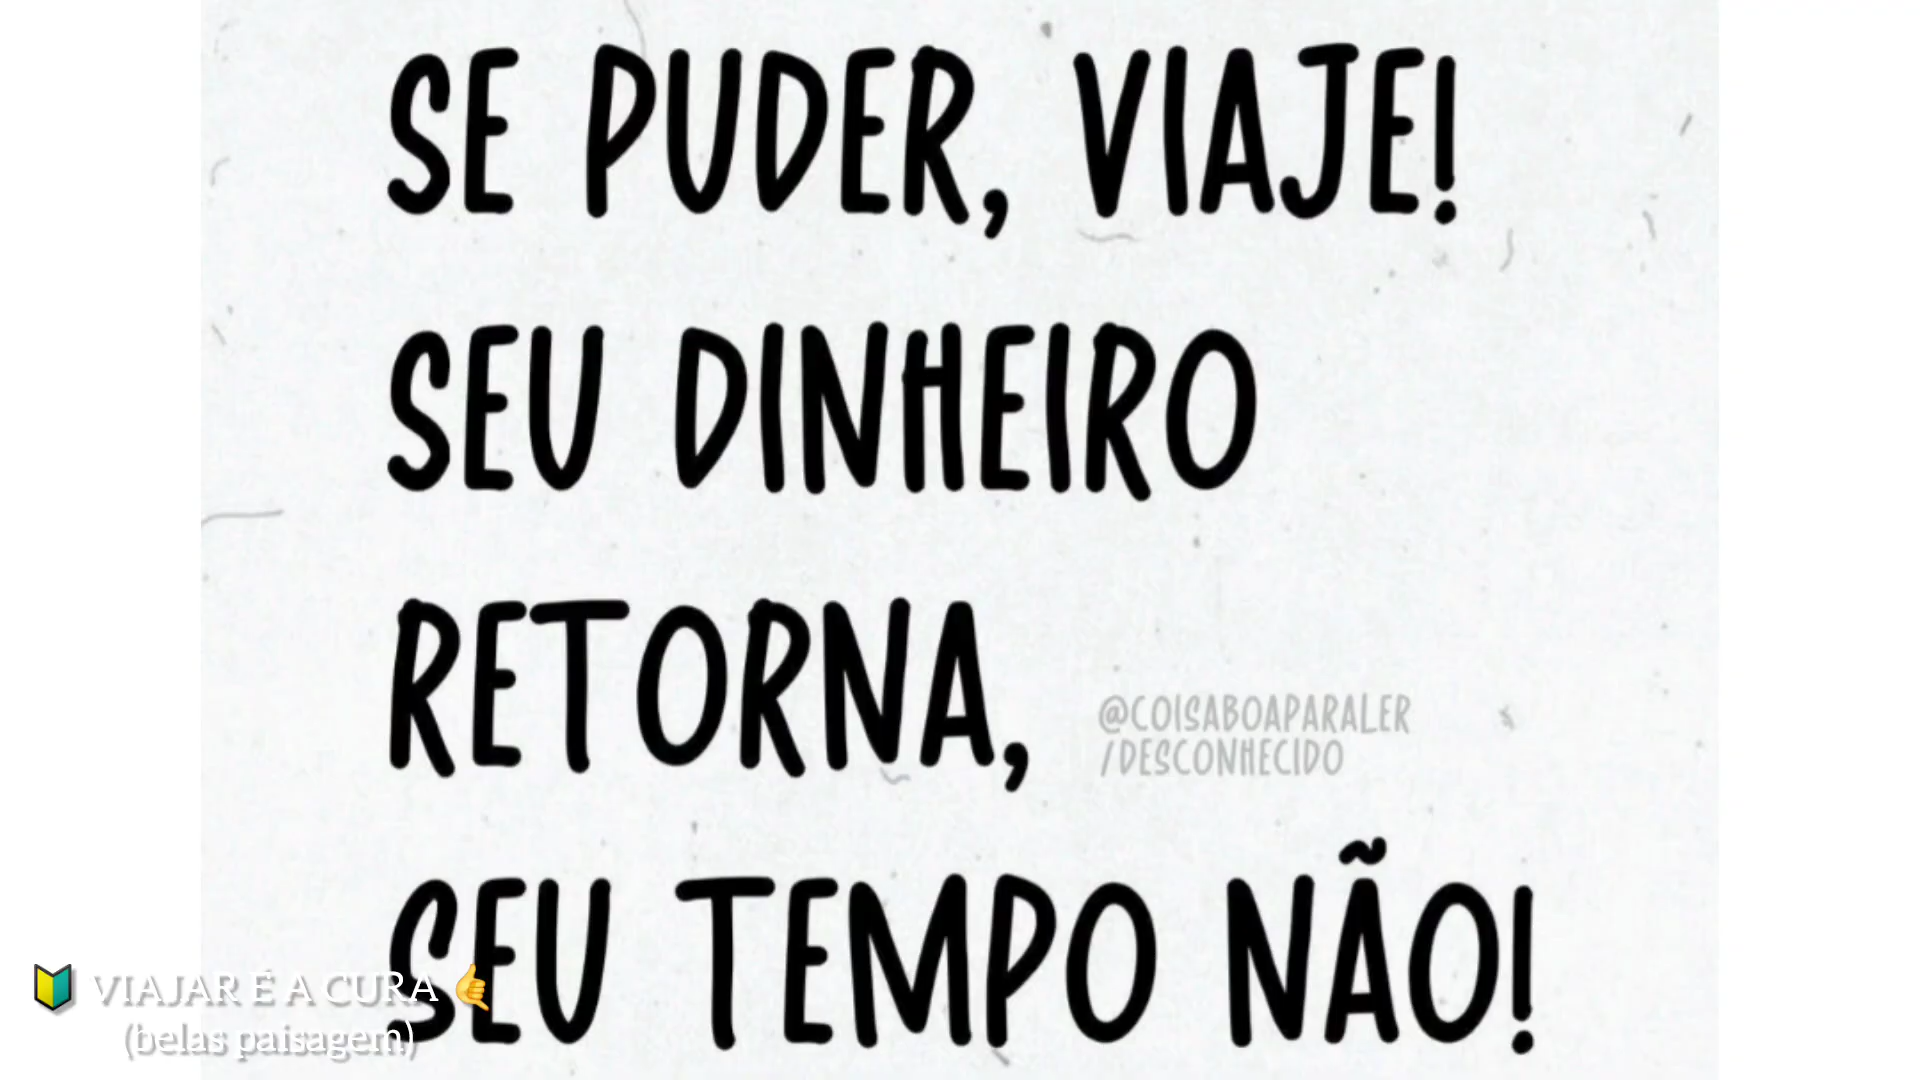 SE PUDER, VIAJE!
SEU DINHEIRO
RETORNA,
@COISABOAPARALER
/DESCONHECIDO
SEU TEMPO NÃO!
VIAJAR É A CURA
(belas paisagem)